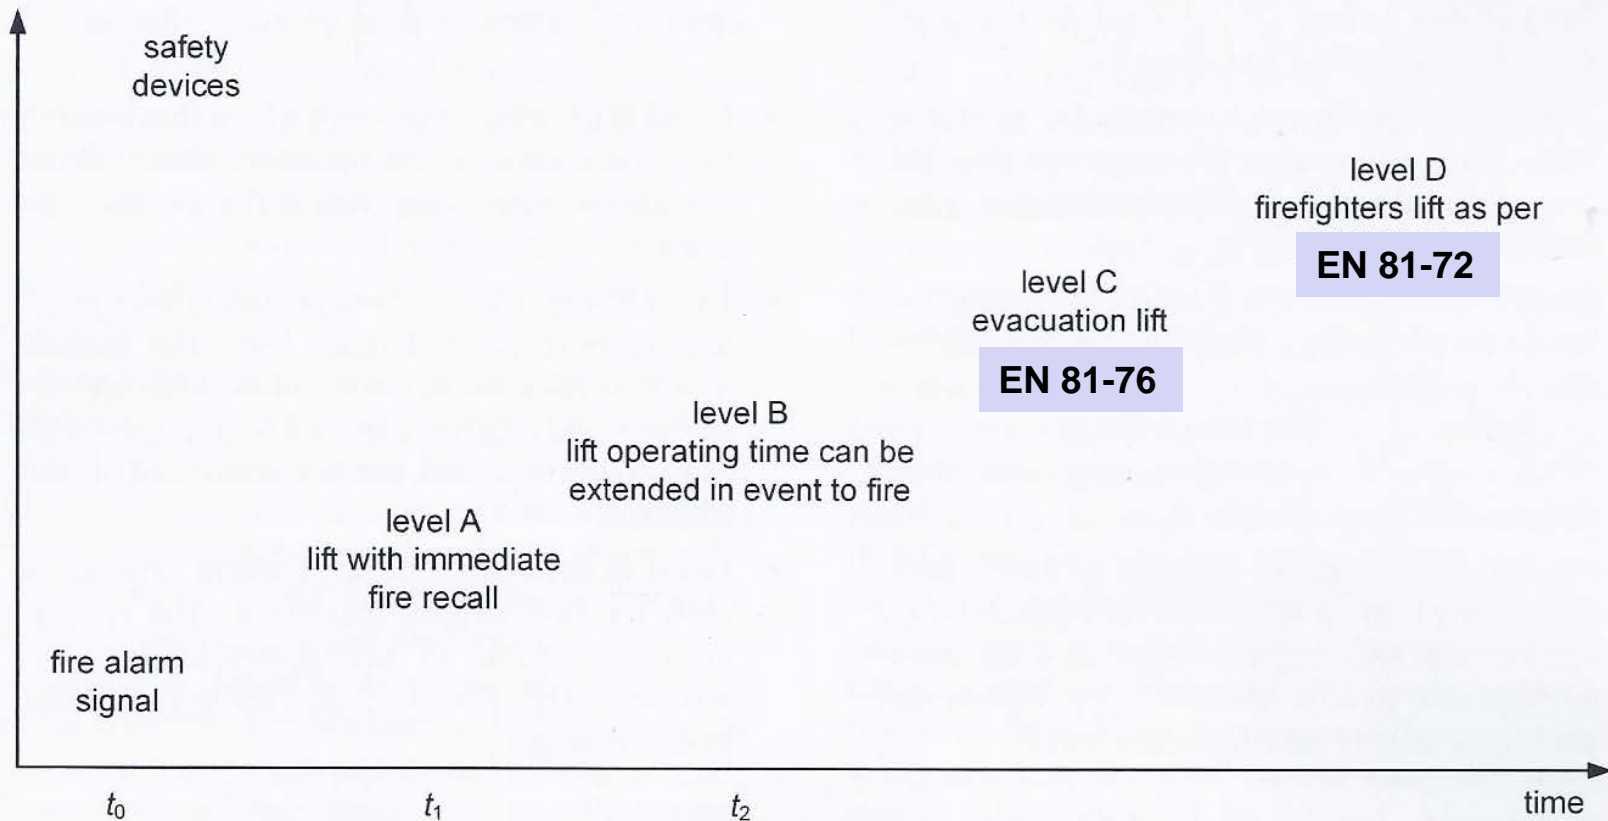 safety
devices
level D
firefighters lift as per
EN 81-72
level C
evacuation lift
EN 81-76
level B
lift operating time can be
extended in event to fire
level A
lift with immediate
fire recall
fire alarm
signal
t0
t1
t2
time